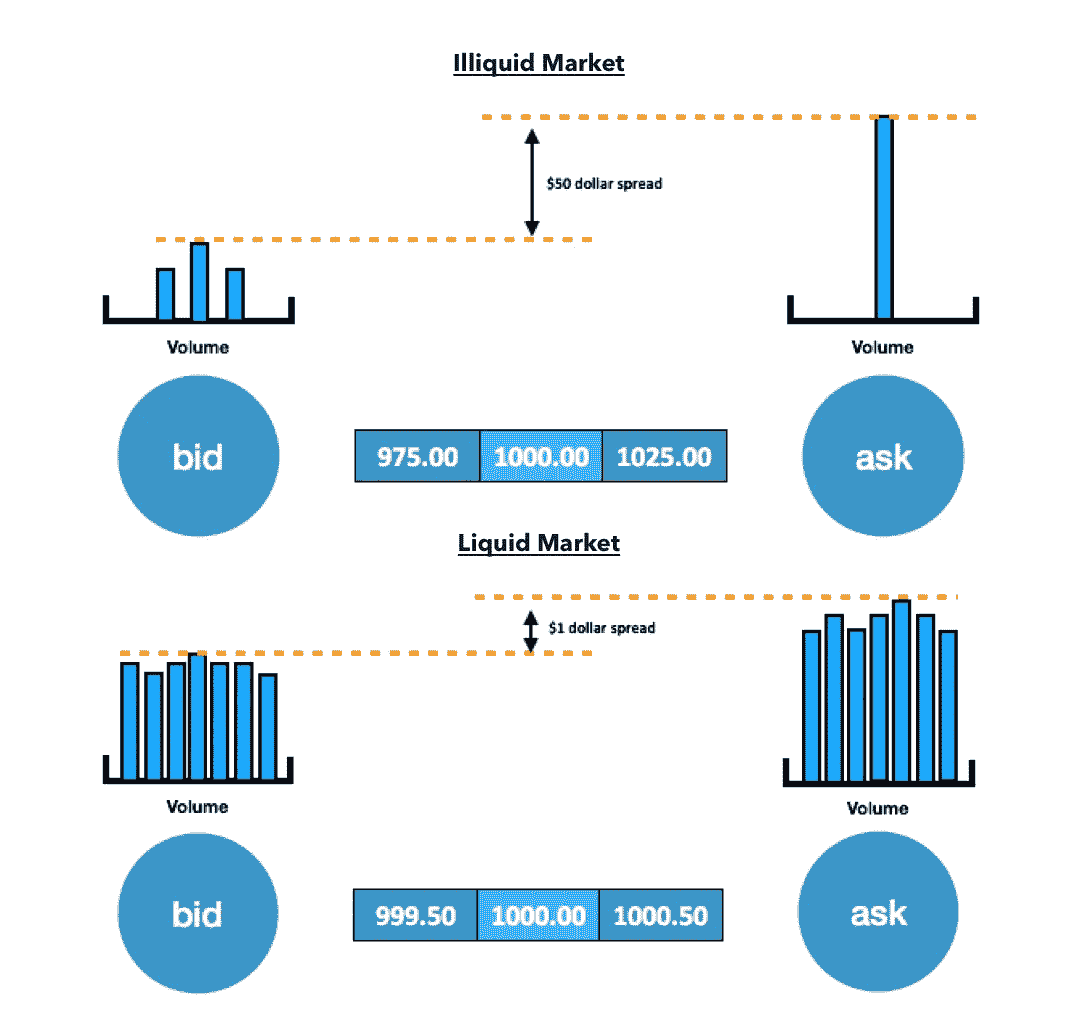 Illiquid Market
$50 dollar spread
Volume
Volume
bid
975.00 1000.00 1025.00
ask
Liquid Market
$1 dollar spread
Volume
Volume
bid
999.50 1000.00 1000.50
ask